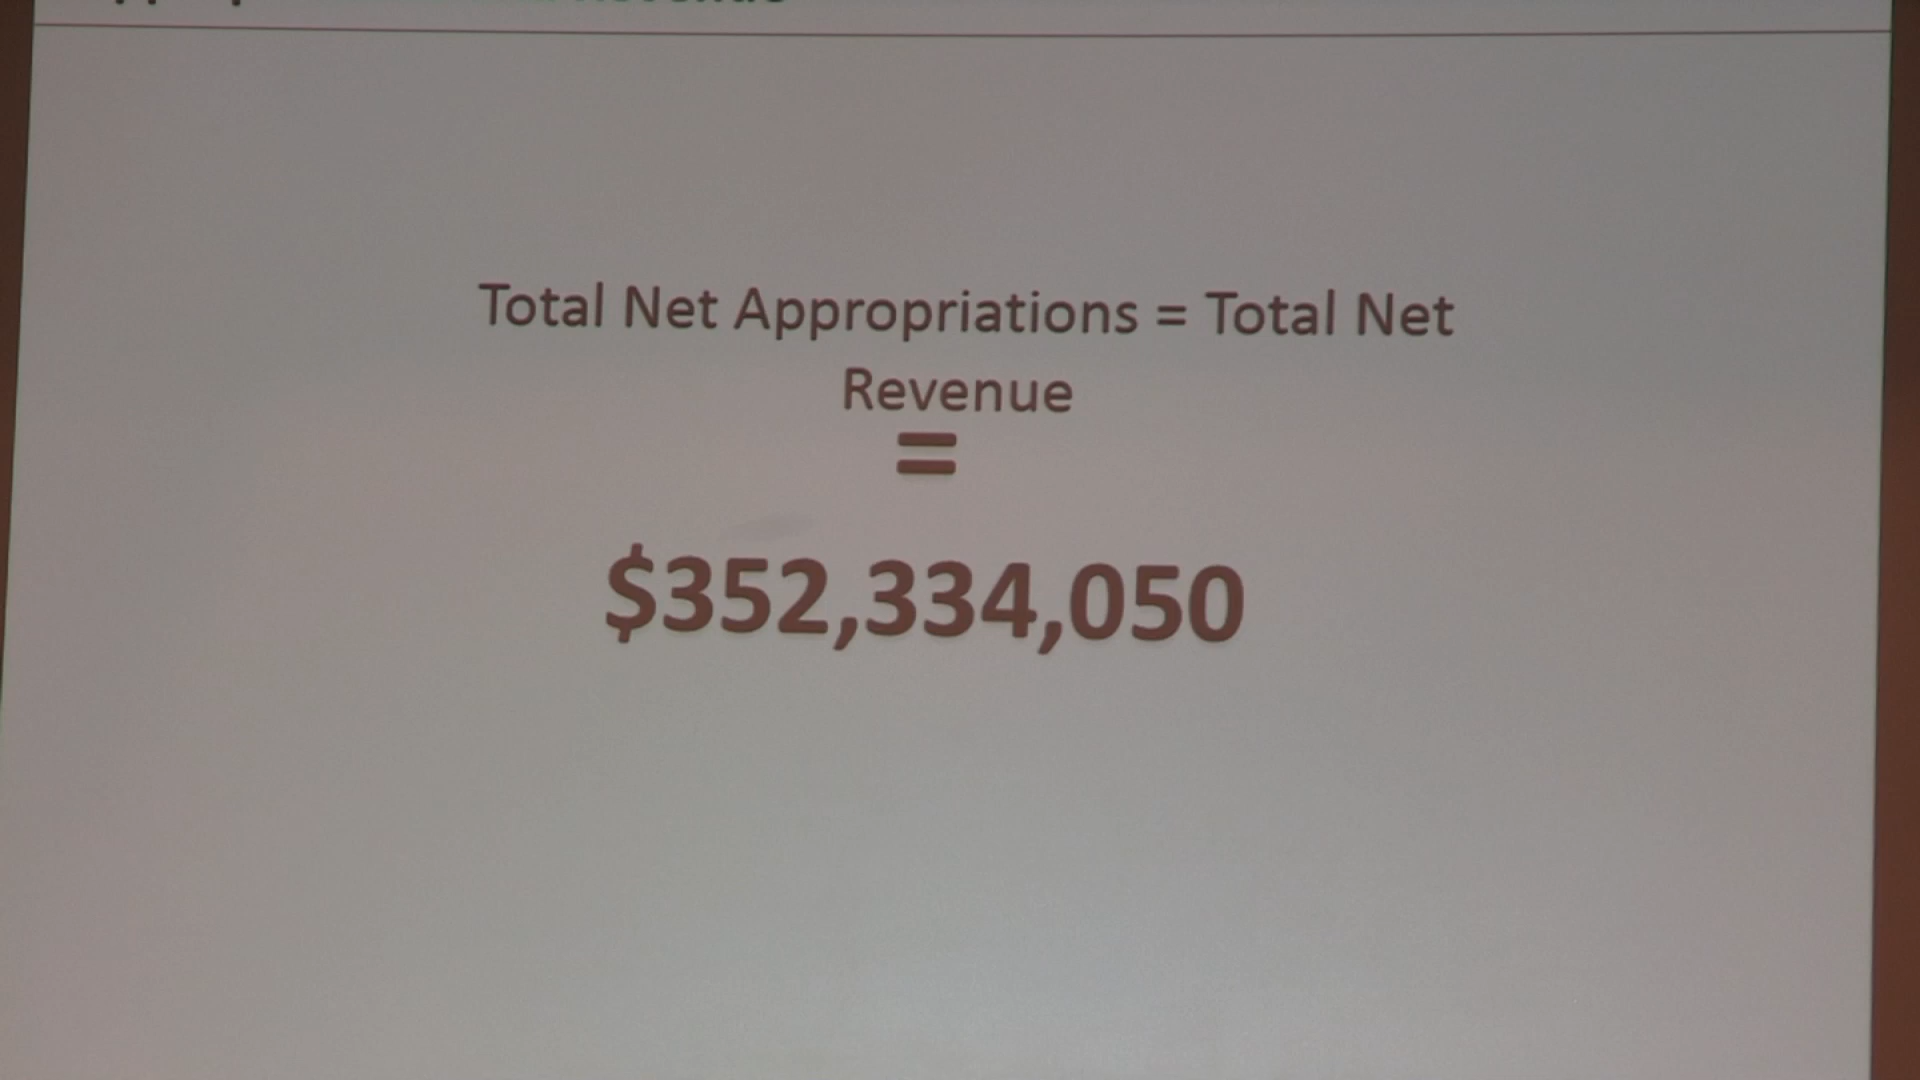 Total Net Appropriations = Total Net
Revenue
=
$352,334,050